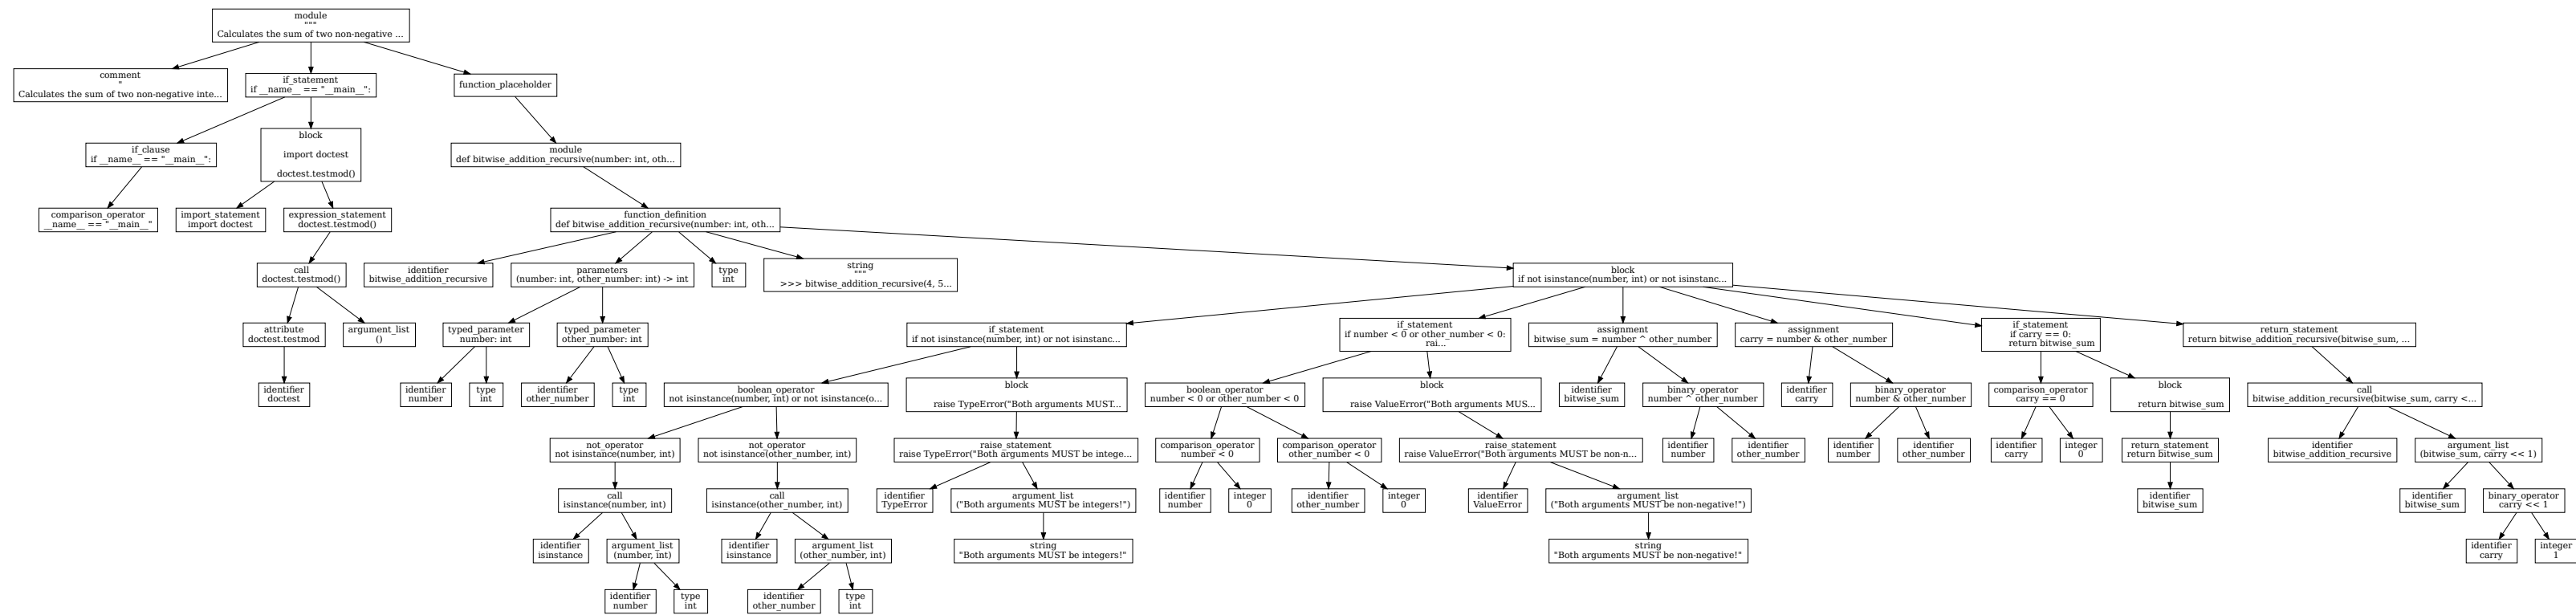 module
"""
Calculates the sum of two non-negative ...
comment
"
Calculates the sum of two non-negative inte...
if_statement
if __name__ == "__main__":
function_placeholder
if_clause
if __name__ == "__main__":
block
import doctest
doctest.testmod()
module
def bitwise_addition_recursive(number: int, oth...
comparison_operator
__name__ == "__main__"
import_statement
import doctest
expression_statement
doctest.testmod()
function_definition
def bitwise_addition_recursive(number: int, oth...
call
doctest.testmod()
identifier
bitwise_addition_recursive
parameters
(number: int, other_number: int) -> int
type
int
string
"""
>>> bitwise_addition_recursive(4, 5...
block
if not isinstance(number, int) or not isinstanc...
attribute
doctest.testmod
argument_list
()
typed_parameter
number: int
typed_parameter
other_number: int
if_statement
if not isinstance(number, int) or not isinstanc...
if_statement
if number < 0 or other_number < 0:
rai...
assignment
bitwise_sum = number ^ other_number
assignment
carry = number & other_number
if_statement
if carry == 0:
return bitwise_sum
return_statement
return bitwise_addition_recursive(bitwise_sum, ...
identifier
doctest
identifier
number
type
int
identifier
other_number
type
int
boolean_operator
not isinstance(number, int) or not isinstance(o...
block
raise TypeError("Both arguments MUST...
boolean_operator
number < 0 or other_number < 0
block
raise ValueError("Both arguments MUS...
identifier
bitwise_sum
binary_operator
number ^ other_number
identifier
carry
binary_operator
number & other_number
comparison_operator
carry == 0
block
return bitwise_sum
call
bitwise_addition_recursive(bitwise_sum, carry <...
not_operator
not isinstance(number, int)
not_operator
not isinstance(other_number, int)
raise_statement
raise TypeError("Both arguments MUST be intege...
comparison_operator
number < 0
comparison_operator
other_number < 0
raise_statement
raise ValueError("Both arguments MUST be non-n...
identifier
number
identifier
other_number
identifier
number
identifier
other_number
identifier
carry
integer
0
return_statement
return bitwise_sum
identifier
bitwise_addition_recursive
argument_list
(bitwise_sum, carry << 1)
call
isinstance(number, int)
call
isinstance(other_number, int)
identifier
TypeError
argument_list
("Both arguments MUST be integers!")
identifier
number
integer
0
identifier
other_number
integer
0
identifier
ValueError
argument_list
("Both arguments MUST be non-negative!")
identifier
bitwise_sum
identifier
bitwise_sum
binary_operator
carry << 1
identifier
isinstance
argument_list
(number, int)
identifier
isinstance
argument_list
(other_number, int)
string
"Both arguments MUST be integers!"
string
"Both arguments MUST be non-negative!"
identifier
carry
integer
1
identifier
number
type
int
identifier
other_number
type
int